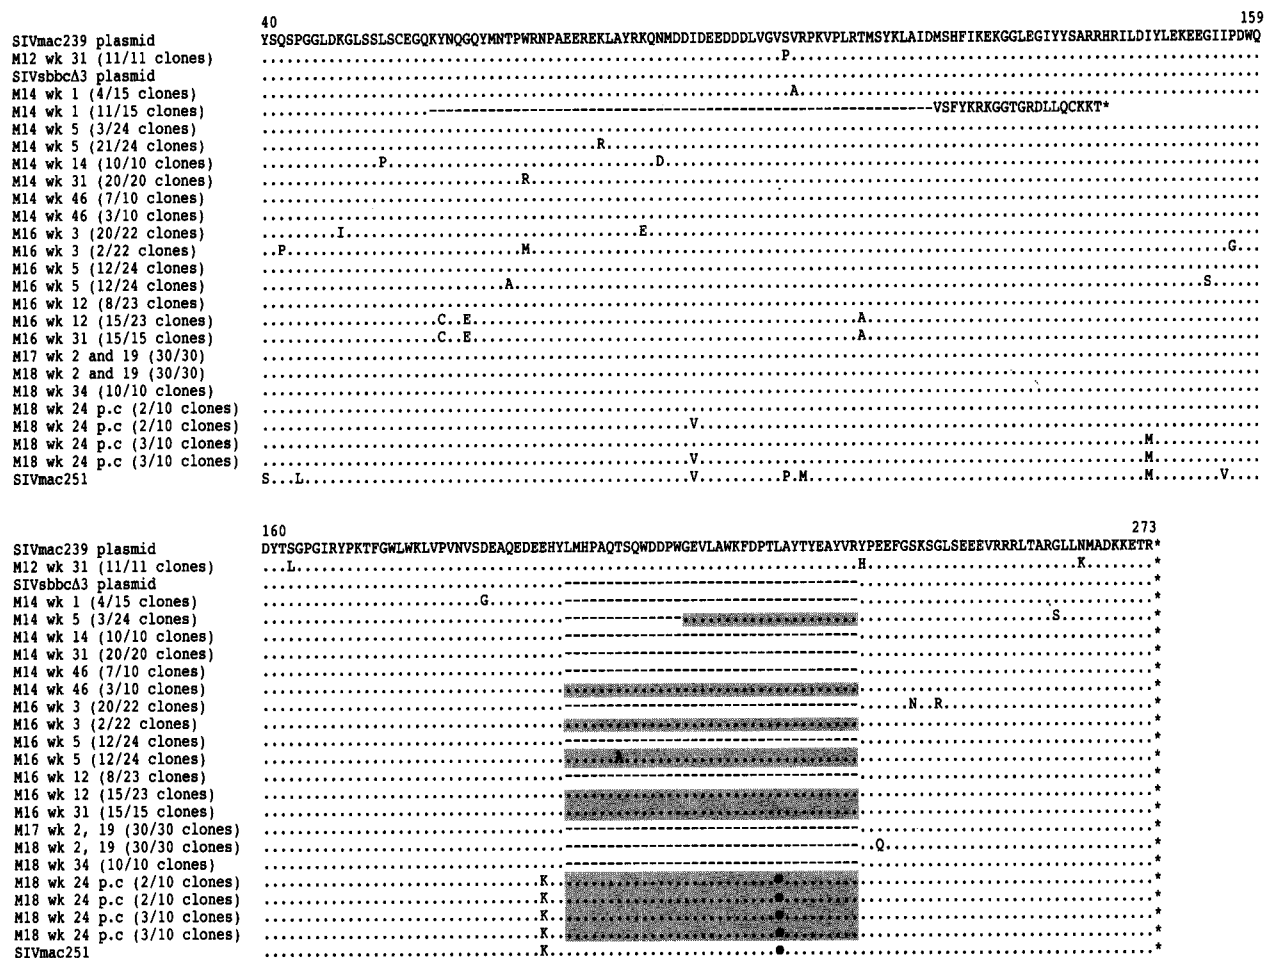 40 159
SIVmac239 plasmid YSQSPGGLDKGLSSLSCEGQKYNQGQYMNTPWRNPAEEREKLAYRKQNMDDIDEEDDDLVGVSVRPKVPLRTMSYKLAIDMSHFIKEKGGLEGIYYSARRHRILDIYLEKEEGIIPDWQ
M12 wk 31 (11/11 clones) ..............................................................P.........................................................
SIVsbbcΔ3 plasmid ........................................................................................................................
M14 wk 1 (4/15 clones) ...............................................................A........................................................
M14 wk 1 (11/15 clones) ....................------------------------------------------------------------VSFYKRKGGTGRDLLQCKKT*
M14 wk 5 (3/24 clones) ........................................................................................................................
M14 wk 5 (21/24 clones) ........................................R...............................................................................
M14 wk 14 (10/10 clones) ..............P................................D........................................................................
M14 wk 31 (20/20 clones) ...............................R........................................................................................
M14 wk 46 (7/10 clones) ........................................................................................................................
M14 wk 46 (3/10 clones) ........................................................................................................................
M16 wk 3 (20/22 clones) .........I...................................E..........................................................................
M16 wk 3 (2/22 clones) ..P............................M....................................................................................G...
M16 wk 5 (12/24 clones) ........................................................................................................................
M16 wk 5 (12/24 clones) .............................A...................................................................................S......
M16 wk 12 (8/23 clones) ........................................................................................................................
M16 wk 12 (15/23 clones) .....................C..E..............................................A................................................
M16 wk 31 (15/15 clones) .....................C..E..............................................A................................................
M17 wk 2 and 19 (30/30) ........................................................................................................................
M18 wk 2 and 19 (30/30) ........................................................................................................................
M18 wk 34 (10/10 clones) ........................................................................................................................
M18 wk 24 p.c (2/10 clones) ........................................................................................................................
M18 wk 24 p.c (2/10 clones) ...................................................V....................................................................
M18 wk 24 p.c (3/10 clones) .........................................................................................................M.............
M18 wk 24 p.c (3/10 clones) ...................................................V.....................................................M.............
SIVmac251 S...L..............................................V..........P.M........................................M........V....
160 273
SIVmac239 plasmid DYTSGPGIRYPKTFGWLWKLVPVNVSDEAQEDEEHYLMHPAQTSQWDDPWGEVLAWKFDPTLAYTYEAYVRYPEEFGSKSGLSEEEVRRRLTARGLLNMADKKETR*
M12 wk 31 (11/11 clones) ...L....................................................................H.........................K.........*
SIVsbbcΔ3 plasmid ....................................-----------------------------------....................................*
M14 wk 1 (4/15 clones) ..........................G.........-----------------------------------....................................*
M14 wk 5 (3/24 clones) ....................................--------------.............................................S............*
M14 wk 14 (10/10 clones) ....................................-----------------------------------....................................*
M14 wk 31 (20/20 clones) ....................................-----------------------------------....................................*
M14 wk 46 (7/10 clones) ....................................-----------------------------------....................................*
M14 wk 46 (3/10 clones) ...........................................................................................................*
M16 wk 3 (20/22 clones) ....................................-----------------------------------......N..R..........................*
M16 wk 3 (2/22 clones) ...........................................................................................................*
M16 wk 5 (12/24 clones) ....................................-----------------------------------....................................*
M16 wk 5 (12/24 clones) ..........................................A................................................................*
M16 wk 12 (8/23 clones) ....................................-----------------------------------....................................*
M16 wk 12 (15/23 clones) ...........................................................................................................*
M16 wk 31 (15/15 clones) ...........................................................................................................*
M17 wk 2, 19 (30/30 clones) ....................................-----------------------------------....................................*
M18 wk 2, 19 (30/30 clones) ....................................-----------------------------------..Q.................................*
M18 wk 34 (10/10 clones) ....................................-----------------------------------....................................*
M18 wk 24 p.c (2/10 clones) .................................K............................●............................................*
M18 wk 24 p.c (2/10 clones) .................................K............................●............................................*
M18 wk 24 p.c (3/10 clones) .................................K............................●............................................*
M18 wk 24 p.c (3/10 clones) .................................K............................●............................................*
SIVmac251 .................................K............................●............................................*